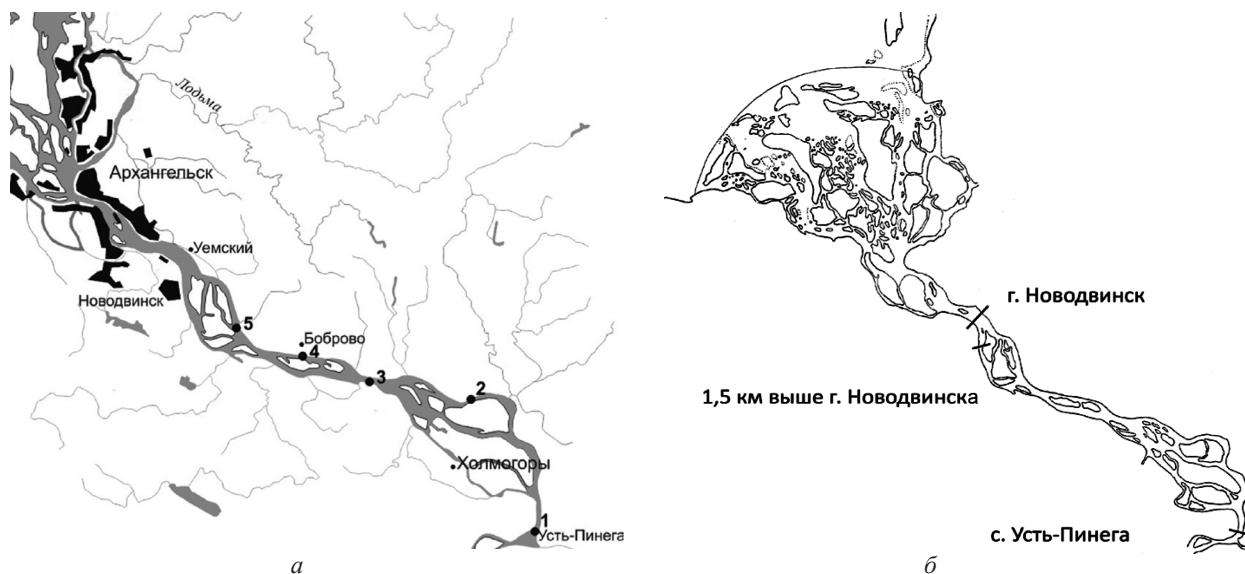 Лодьма
Архангельск
Уемский
Новодвинск
5
Боброво
4
3
2
Холмогоры
1
Усть-Пинега
а
г. Новодвинск
1,5 км выше г. Новодвинска
с. Усть-Пинега
б